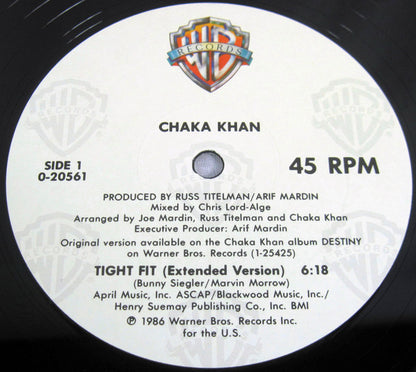 WB
RECORDS
CHAKA KHAN
SIDE 1
0-20561
45 RPM
PRODUCED BY RUSS TITELMAN/ARIF MARDIN
Mixed by Chris Lord-Alge
Arranged by Joe Mardin, Russ Titelman and Chaka Khan
Executive Producer: Arif Mardin
Original version available on the Chaka Khan album DESTINY
on Warner Bros. Records (1-25425)
TIGHT FIT (Extended Version) 6:18
(Bunny Siegler/Marvin Morrow)
April Music, Inc. ASCAP/Blackwood Music, Inc./
Henry Suemay Publishing Co., Inc. BMI
℗ 1986 Warner Bros. Records Inc.
for the U.S.